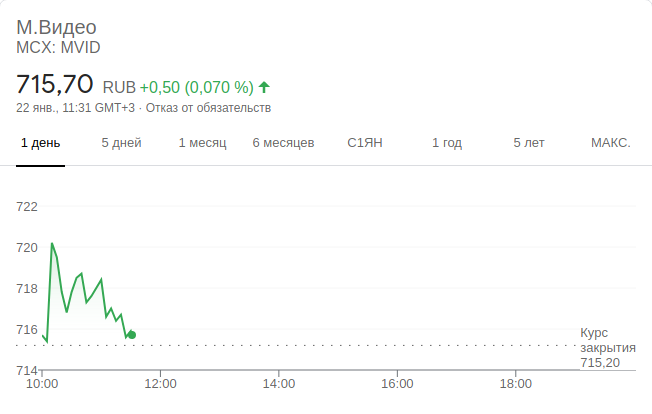 М.Видео
MCX: MVID
715,70 RUB +0,50 (0,070 %)
22 янв., 11:31 GMT+3 · Отказ от обязательств
1 день 5 дней 1 месяц 6 месяцев С1ЯН 1 год 5 лет МАКС.
722
720
718
716
714
Курс
закрытия
715,20
10:00 12:00 14:00 16:00 18:00